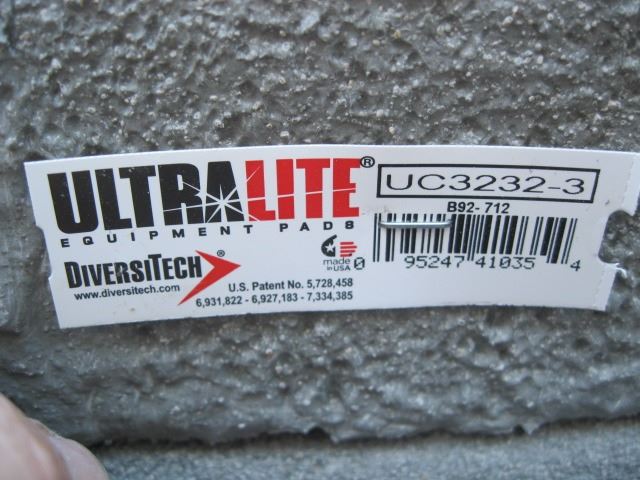 ULTRALITE®
EQUIPMENT PADS
DIVERSITECH®
www.diversitech.com
U.S. Patent No. 5,728,458
6,931,822 - 6,927,183 - 7,334,385
UC3232-3
B92-712
made
in USA
0 95247 41035 4